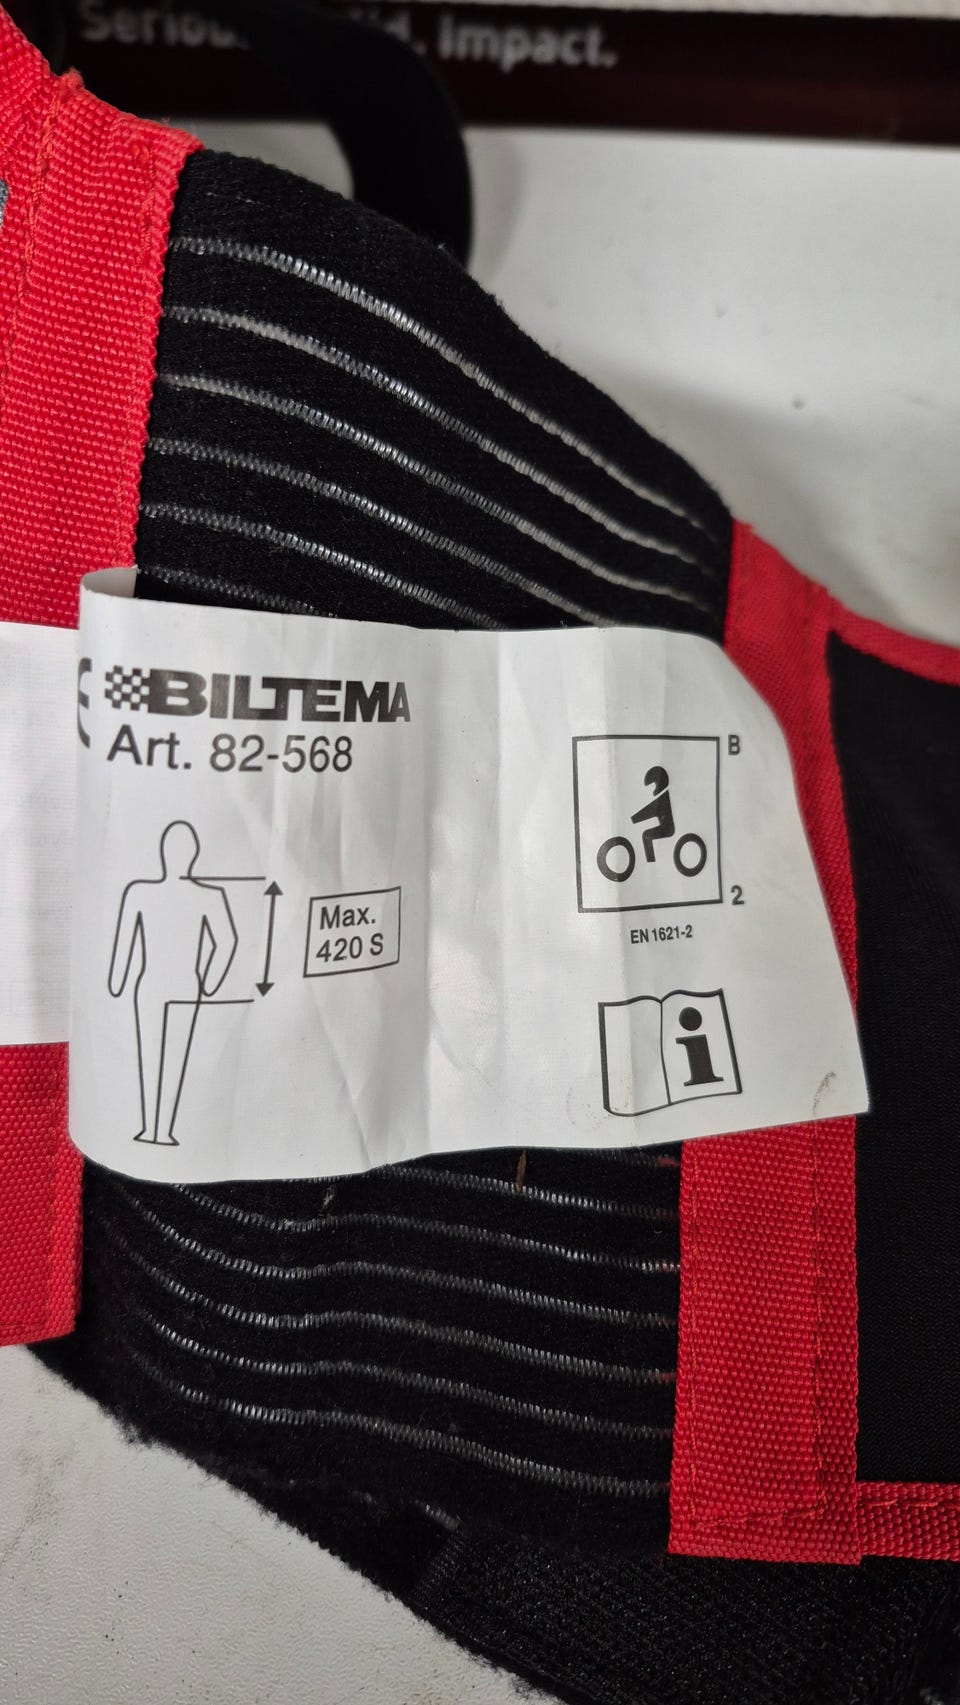 Impact.
BILTEMA
Art. 82-568
Max.
420 S
B
2
EN 1621-2
i